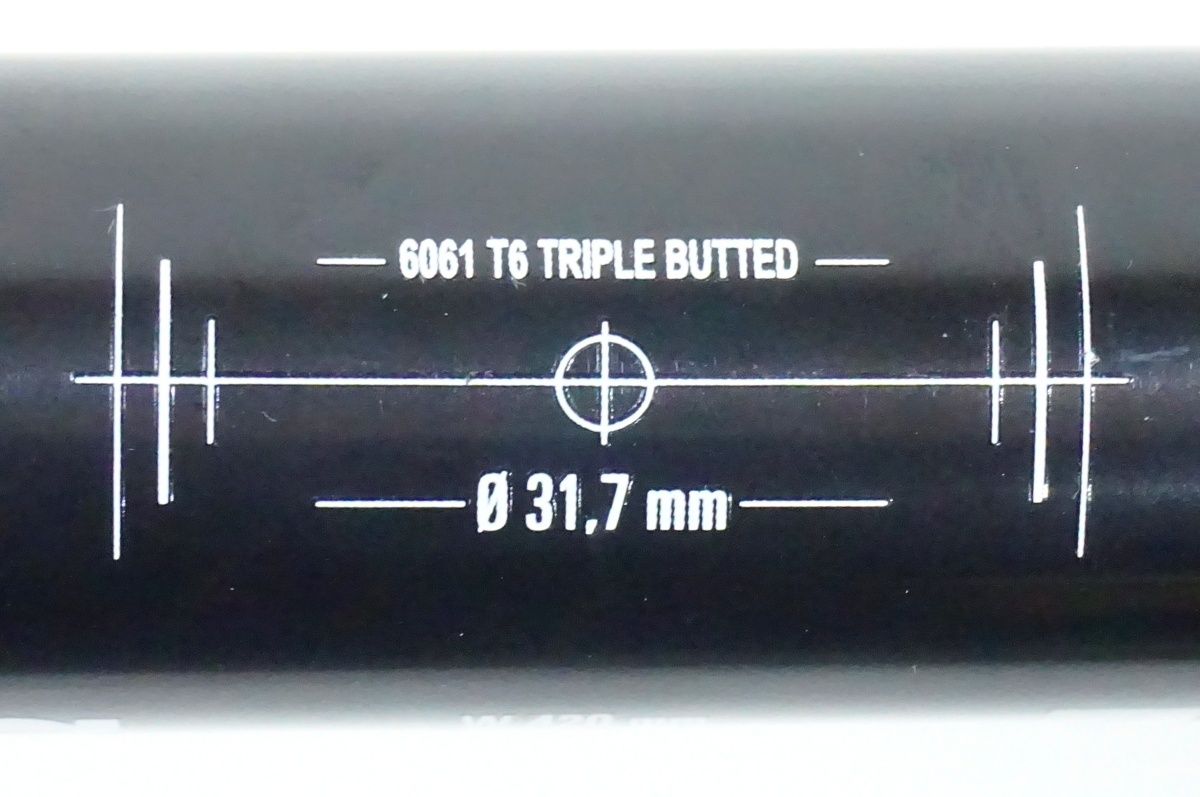 6061 T6 TRIPLE BUTTED
Ø 31,7 mm